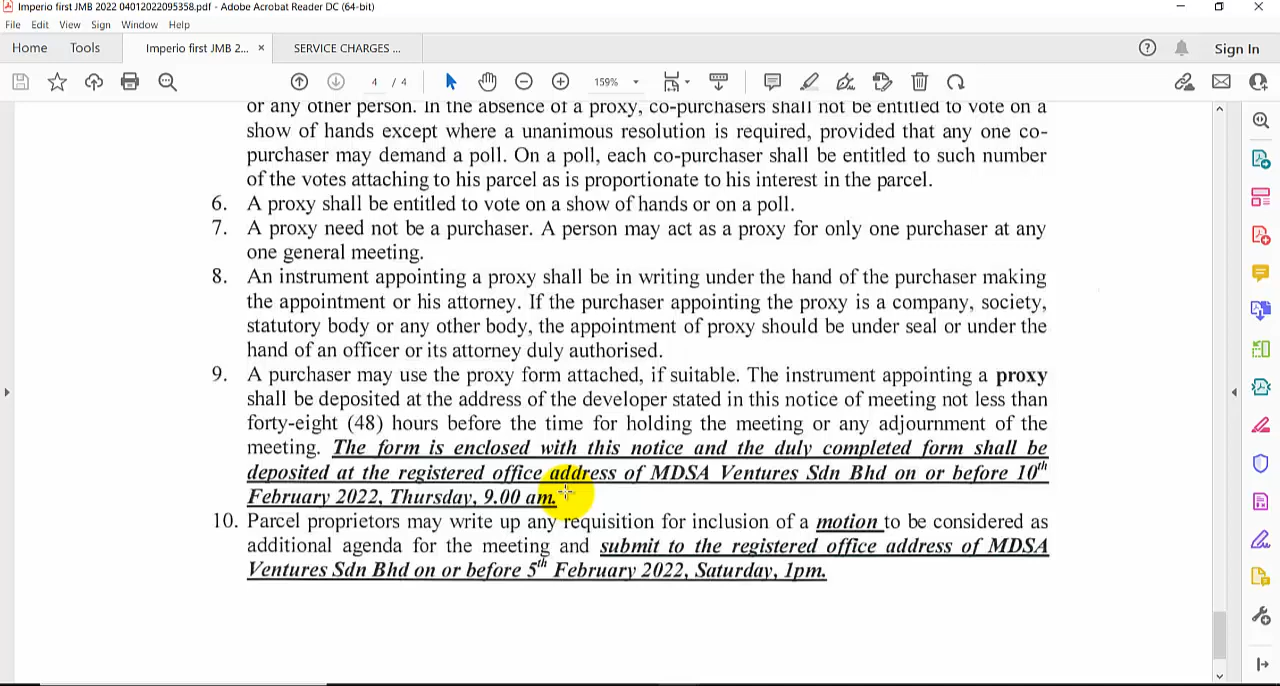 Imperio first JMB 2022 04012022095358.pdf - Adobe Acrobat Reader DC (64-bit)
File Edit View Sign Window Help
Home Tools Imperio first JMB 2... × SERVICE CHARGES ... Sign In
4 / 4 159%
or any other person. In the absence of a proxy, co-purchasers shall not be entitled to vote on a
show of hands except where a unanimous resolution is required, provided that any one co-
purchaser may demand a poll. On a poll, each co-purchaser shall be entitled to such number
of the votes attaching to his parcel as is proportionate to his interest in the parcel.
6. A proxy shall be entitled to vote on a show of hands or on a poll.
7. A proxy need not be a purchaser. A person may act as a proxy for only one purchaser at any
one general meeting.
8. An instrument appointing a proxy shall be in writing under the hand of the purchaser making
the appointment or his attorney. If the purchaser appointing the proxy is a company, society,
statutory body or any other body, the appointment of proxy should be under seal or under the
hand of an officer or its attorney duly authorised.
9. A purchaser may use the proxy form attached, if suitable. The instrument appointing a proxy
shall be deposited at the address of the developer stated in this notice of meeting not less than
forty-eight (48) hours before the time for holding the meeting or any adjournment of the
meeting. The form is enclosed with this notice and the duly completed form shall be
deposited at the registered office address of MDSA Ventures Sdn Bhd on or before 10th
February 2022, Thursday, 9.00 am.
10. Parcel proprietors may write up any requisition for inclusion of a motion to be considered as
additional agenda for the meeting and submit to the registered office address of MDSA
Ventures Sdn Bhd on or before 5th February 2022, Saturday, 1pm.